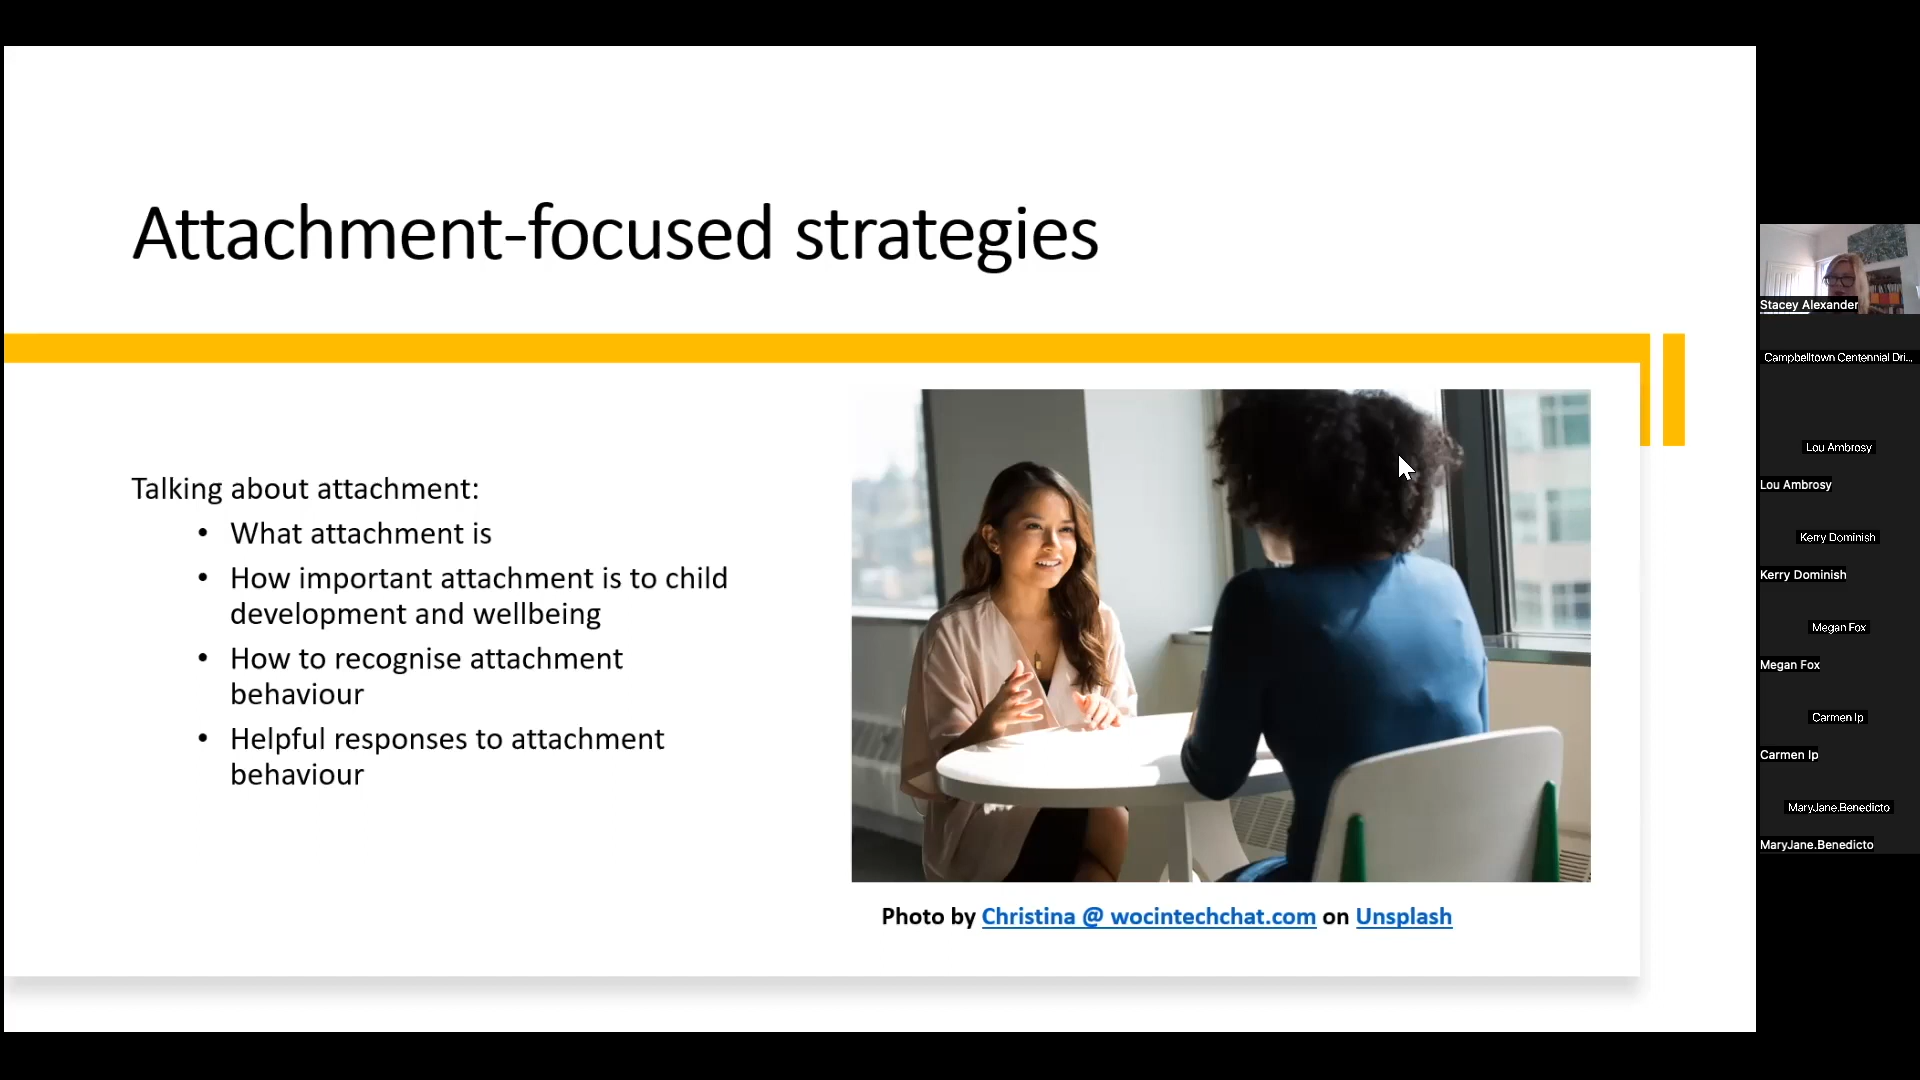 Attachment-focused strategies
Talking about attachment:
• What attachment is
• How important attachment is to child
development and wellbeing
• How to recognise attachment
behaviour
• Helpful responses to attachment
behaviour
Photo by Christina @ wocintechchat.com on Unsplash
Stacey Alexander
Campbelltown Centennial Dri...
Lou Ambrosy
Lou Ambrosy
Kerry Dominish
Kerry Dominish
Megan Fox
Megan Fox
Carmen Ip
Carmen Ip
MaryJane.Benedicto
MaryJane.Benedicto